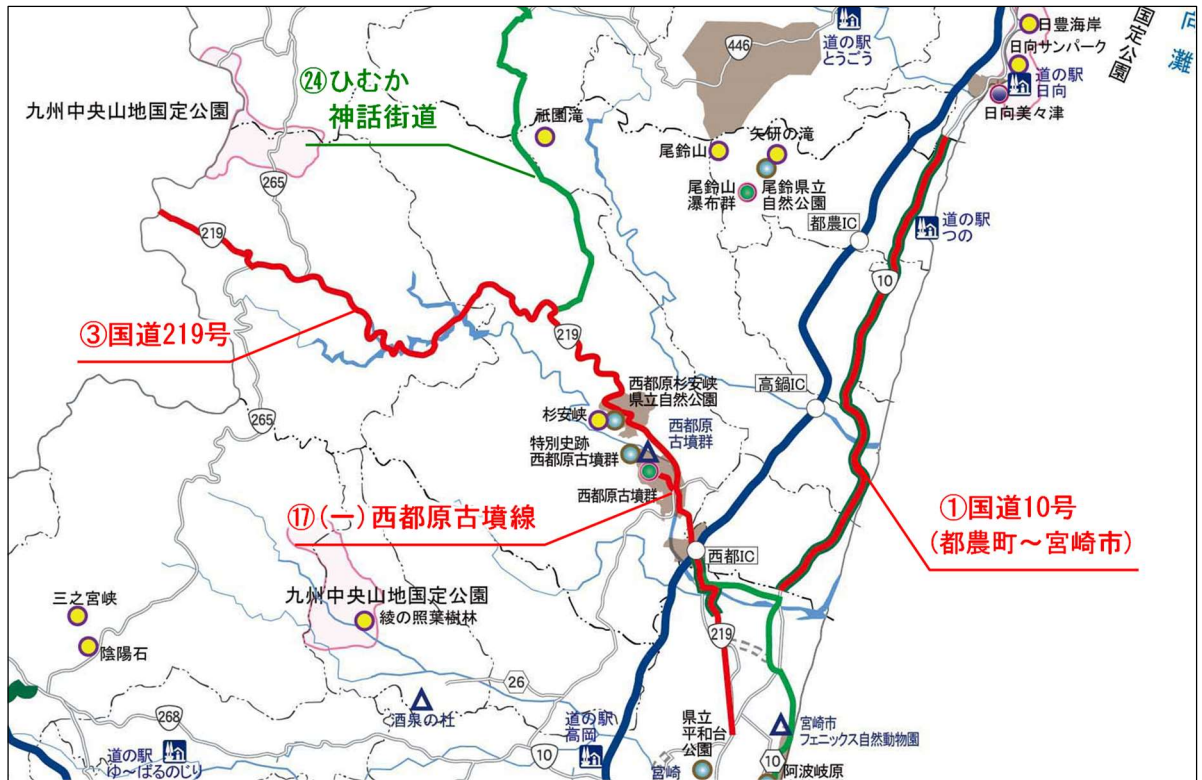 日豊海岸
日向サンパーク
道の駅
日向
日向美々津
国定公園
向灘
446
道の駅
とうごう
㉔ひむか
神話街道
九州中央山地国定公園
祇園滝
尾鈴山
矢研の滝
尾鈴山
瀑布群
尾鈴県立
自然公園
265
219
都農IC
道の駅
つの
10
③国道219号
219
高鍋IC
西都原杉安峡
県立自然公園
杉安峡
西都原
古墳群
特別史跡
西都原古墳群
西都原古墳群
265
⑰(一)西都原古墳線
①国道10号
(都農町～宮崎市)
西都IC
九州中央山地国定公園
三之宮峡
綾の照葉樹林
陰陽石
219
26
酒泉の杜
268
道の駅
ゆ～ぱるのじり
道の駅
高岡
10
県立
平和台
公園
宮崎
宮崎市
フェニックス自然動物園
10
阿波岐原